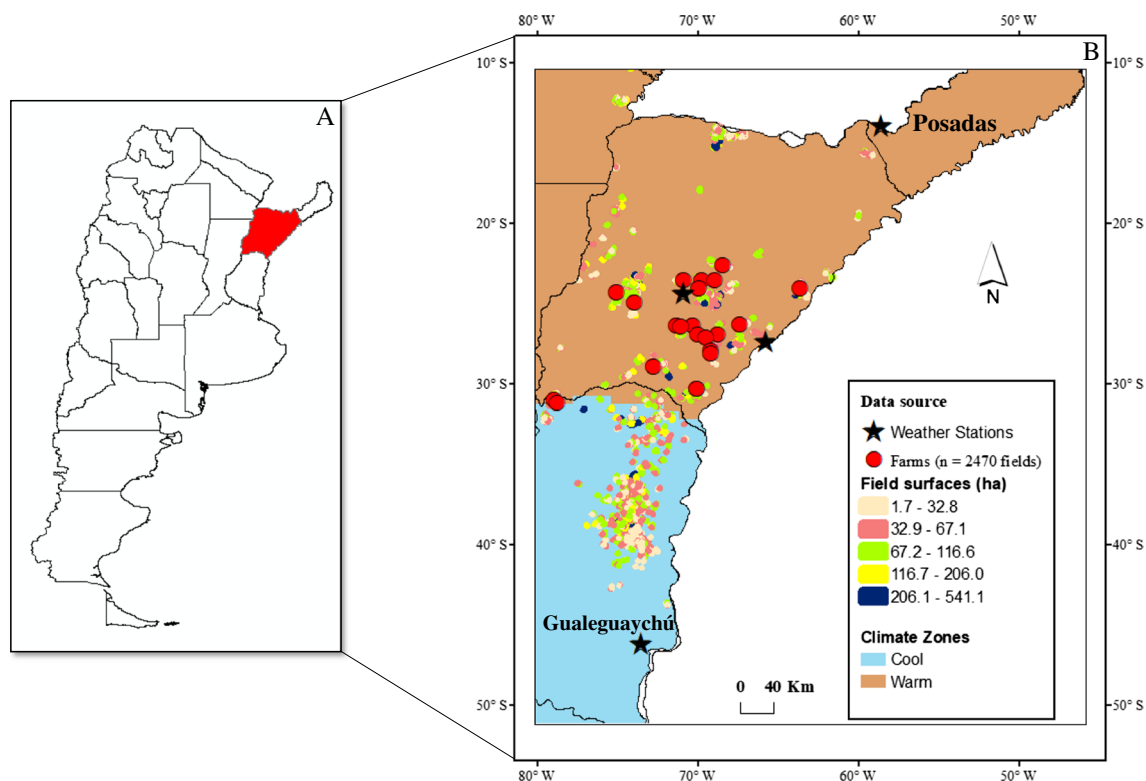 80° W 70° W 60° W 50° W
A
B
10° S 10° S
Posadas
20° S 20° S
N
30° S 30° S
Data source
Weather Stations
Farms (n = 2470 fields)
Field surfaces (ha)
1.7 - 32.8
32.9 - 67.1
67.2 - 116.6
116.7 - 206.0
206.1 - 541.1
40° S 40° S
Gualeguaychú
Climate Zones
Cool
Warm
0 40 Km
50° S 50° S
80° W 70° W 60° W 50° W